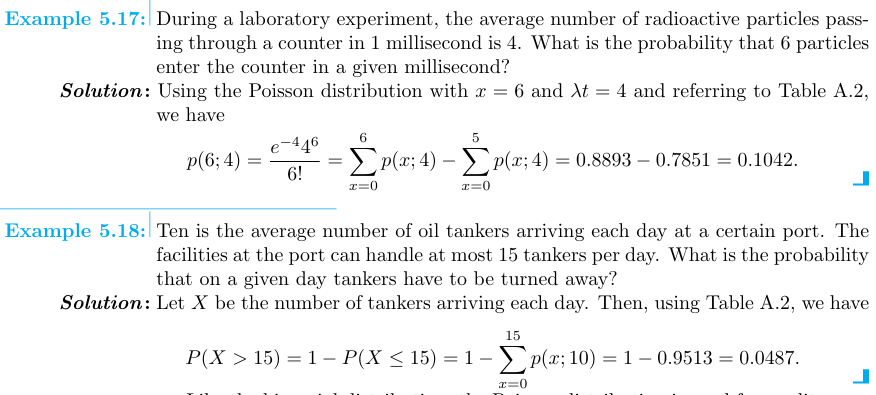 Example 5.17: During a laboratory experiment, the average number of radioactive particles pass-
ing through a counter in 1 millisecond is 4. What is the probability that 6 particles
enter the counter in a given millisecond?
Solution: Using the Poisson distribution with x = 6 and λt = 4 and referring to Table A.2,
we have
p(6; 4) = \frac{e^{-4}4^6}{6!} = \sum_{x=0}^{6} p(x; 4) − \sum_{x=0}^{5} p(x; 4) = 0.8893 − 0.7851 = 0.1042.
Example 5.18: Ten is the average number of oil tankers arriving each day at a certain port. The
facilities at the port can handle at most 15 tankers per day. What is the probability
that on a given day tankers have to be turned away?
Solution: Let X be the number of tankers arriving each day. Then, using Table A.2, we have
P(X > 15) = 1 − P(X ≤ 15) = 1 − \sum_{x=0}^{15} p(x; 10) = 1 − 0.9513 = 0.0487.